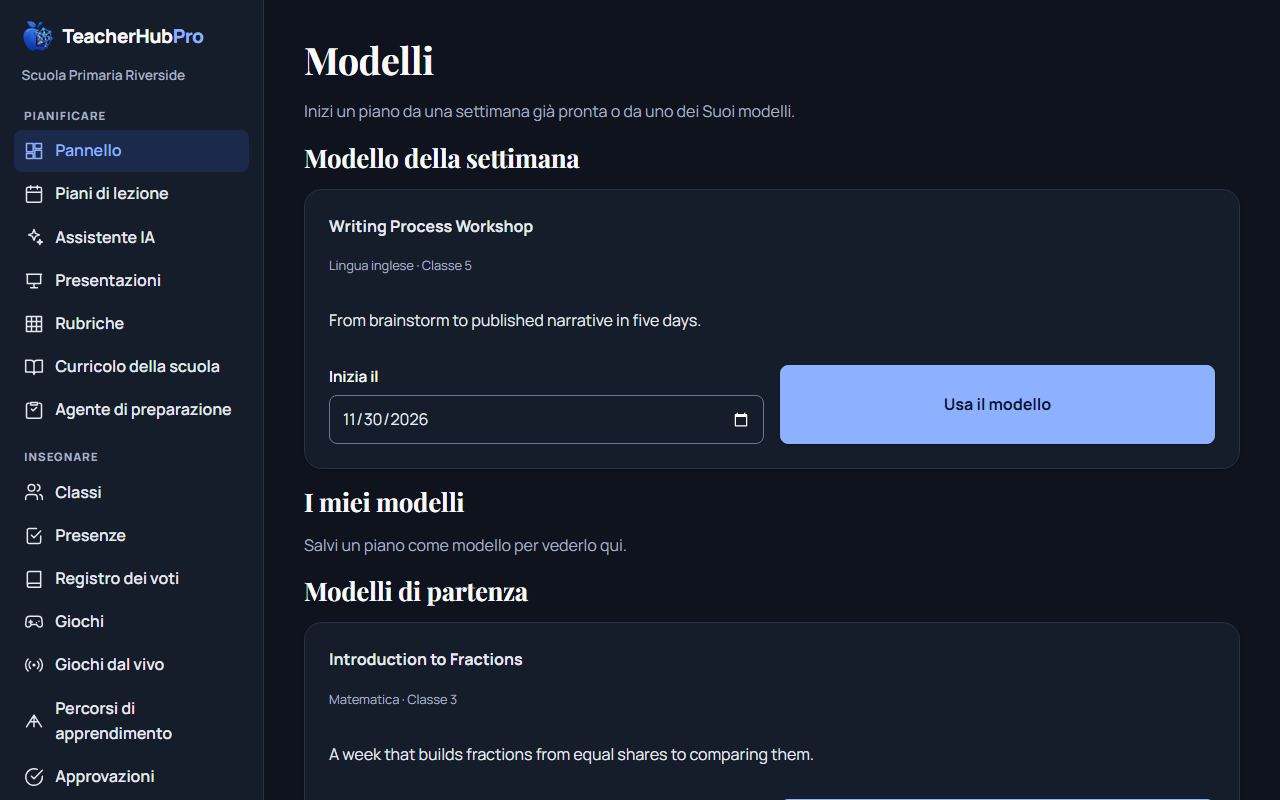 TeacherHubPro
Scuola Primaria Riverside
PIANIFICARE
Pannello
Piani di lezione
Assistente IA
Presentazioni
Rubriche
Curricolo della scuola
Agente di preparazione
INSEGNARE
Classi
Presenze
Registro dei voti
Giochi
Giochi dal vivo
Percorsi di
apprendimento
Approvazioni
Modelli
Inizi un piano da una settimana già pronta o da uno dei Suoi modelli.
Modello della settimana
Writing Process Workshop
Lingua inglese · Classe 5
From brainstorm to published narrative in five days.
Inizia il
11/30/2026
Usa il modello
I miei modelli
Salvi un piano come modello per vederlo qui.
Modelli di partenza
Introduction to Fractions
Matematica · Classe 3
A week that builds fractions from equal shares to comparing them.